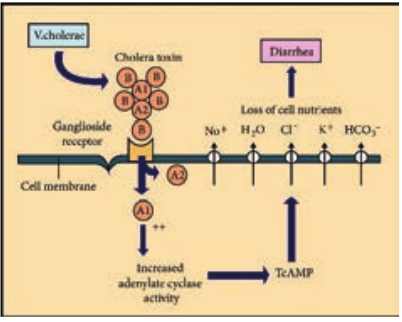 V.cholerae
Cholera toxin
B
B
A1
B
A2
B
B
Ganglioside
receptor
Cell membrane
A2
A1
++
Increased
adenylate cyclase
activity
TcAMP
No+ H₂O Cl⁻ K⁺ HCO₃⁻
Loss of cell nutrients
Diarrhea